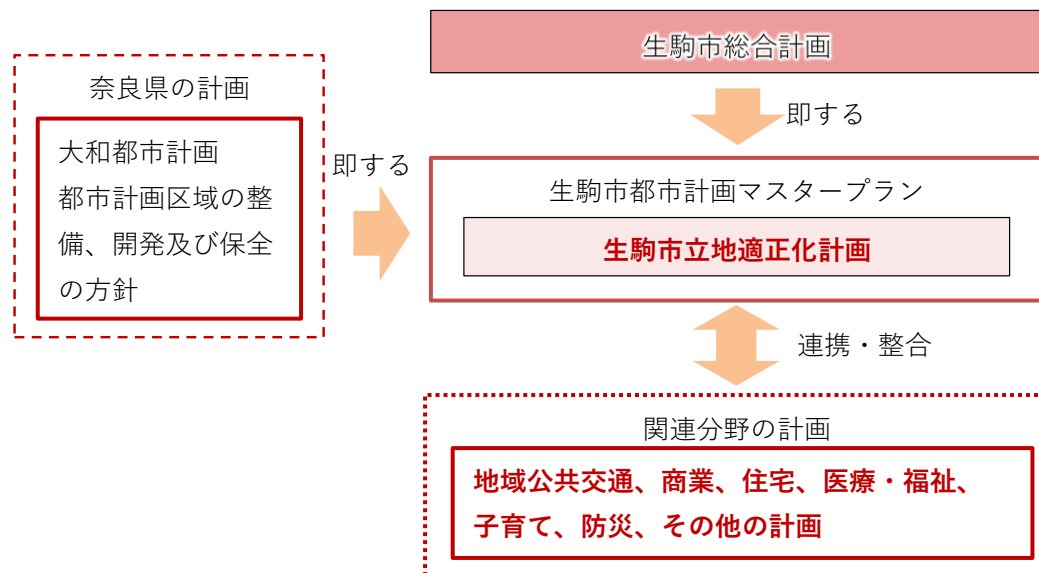 生駒市総合計画
奈良県の計画
即する
大和都市計画
都市計画区域の整
備、開発及び保全
の方針
即する
生駒市都市計画マスタープラン
生駒市立地適正化計画
連携・整合
関連分野の計画
地域公共交通、商業、住宅、医療・福祉、
子育て、防災、その他の計画